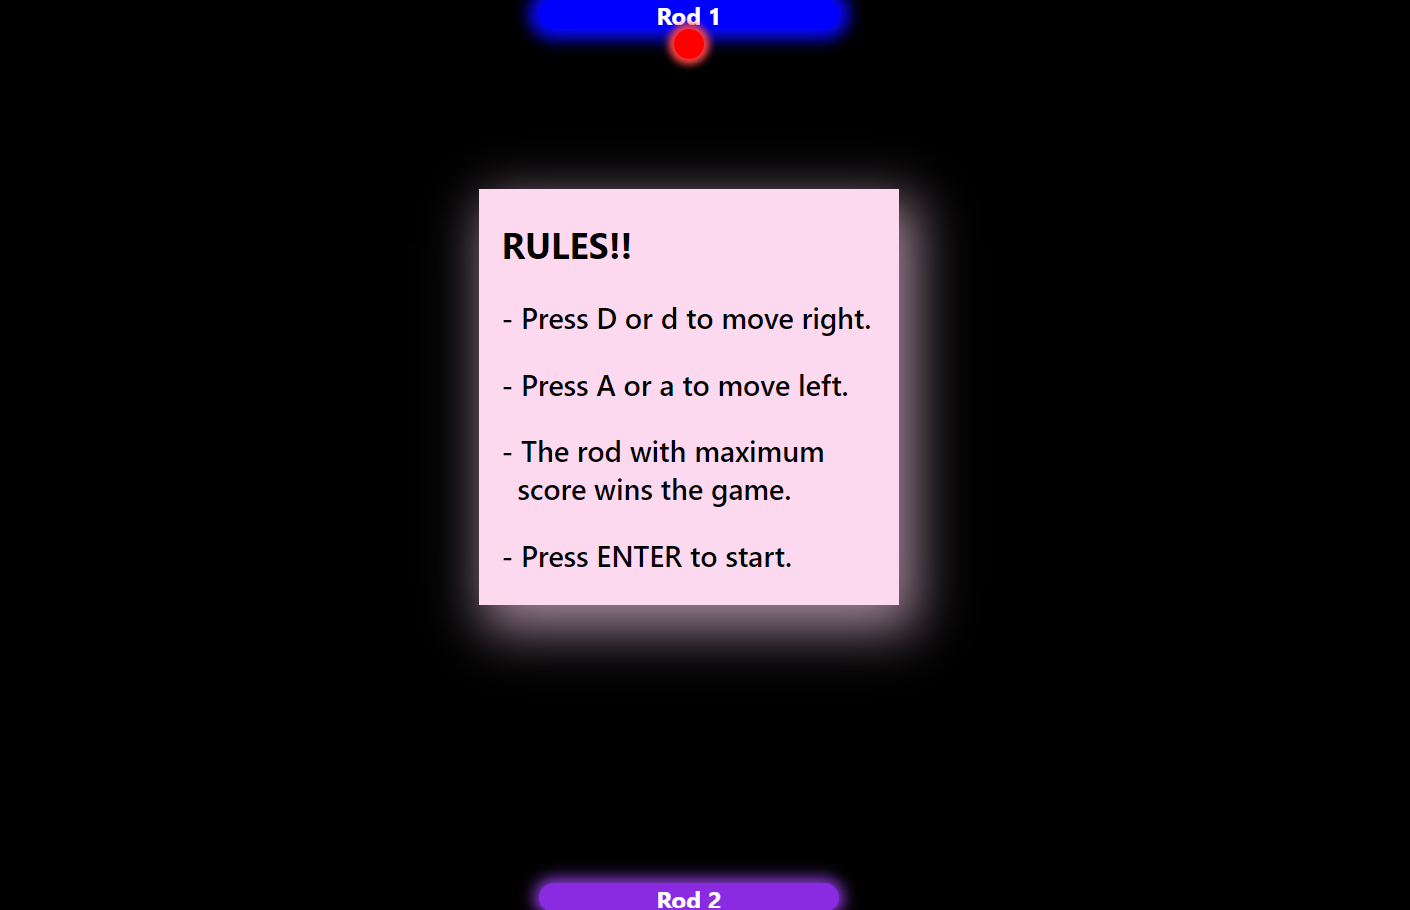 Rod 1
RULES!!
- Press D or d to move right.
- Press A or a to move left.
- The rod with maximum
score wins the game.
- Press ENTER to start.
Rod 2